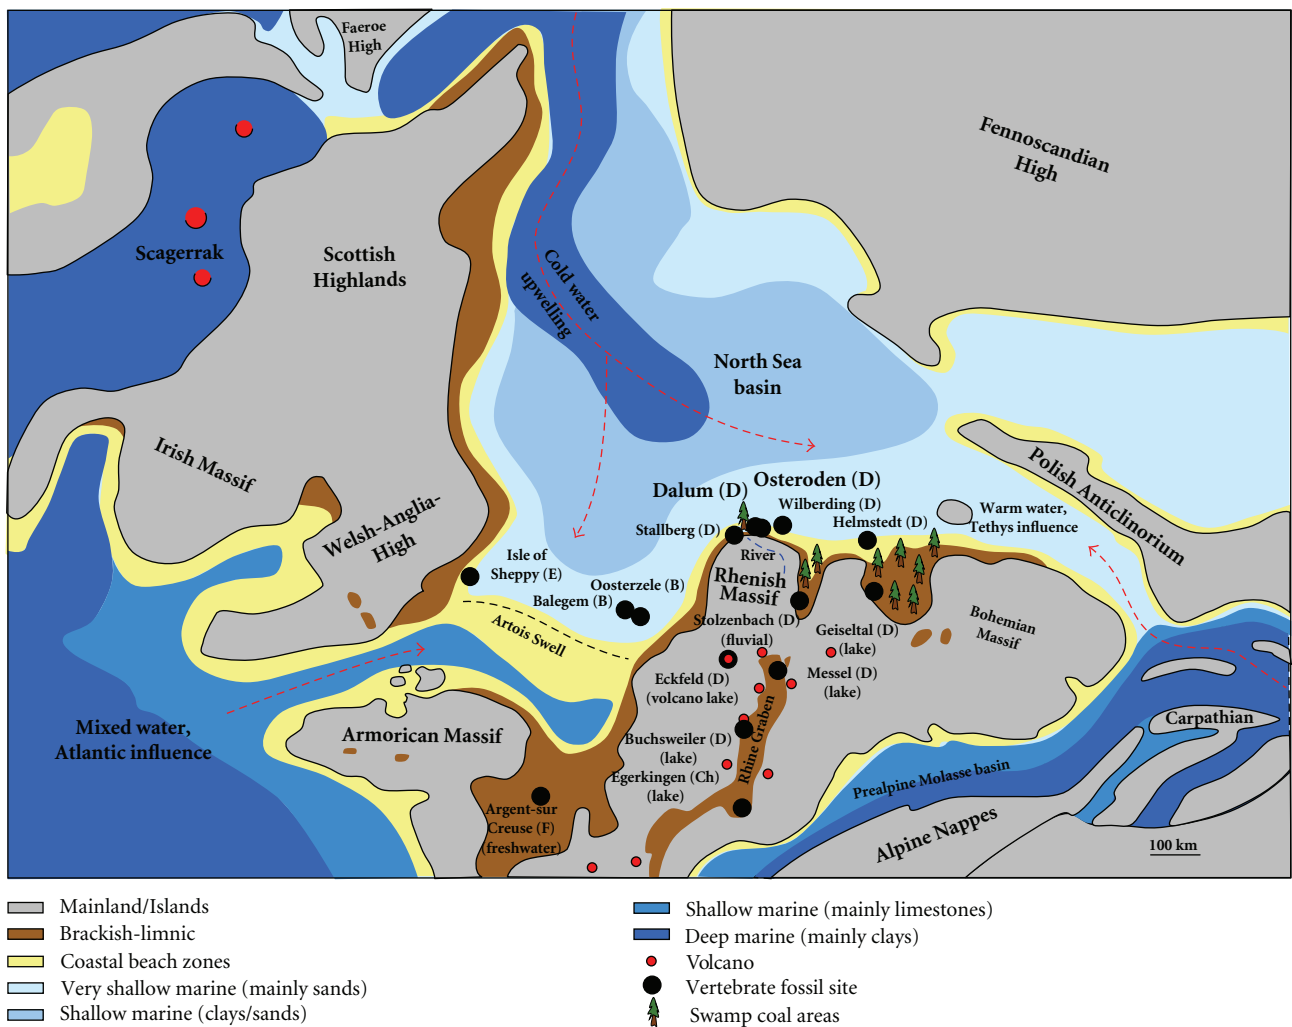 Faeroe
High
Fennoscandian
High
Scagerrak
Scottish
Highlands
Cold water
upwelling
North Sea
basin
Irish Massif
Welsh-Anglia-
High
Polish Anticlinorium
Dalum (D)
Osteroden (D)
Wilberding (D)
Stallberg (D)
Helmstedt (D)
Warm water,
Tethys influence
Isle of
Sheppy (E)
River
Oosterzele (B)
Balegem (B)
Rhenish
Massif
Artois Swell
Stolzenbach (D)
(fluvial)
Geiseltal (D)
(lake)
Bohemian
Massif
Eckfeld (D)
(volcano lake)
Messel (D)
(lake)
Mixed water,
Atlantic influence
Armorican Massif
Carpathian
Buchsweiler (D)
(lake)
Rhine Graben
Egerkingen (Ch)
(lake)
Prealpine Molasse basin
Argent-sur
Creuse (F)
(freshwater)
Alpine Nappes
100 km
Mainland/Islands
Brackish-limnic
Coastal beach zones
Very shallow marine (mainly sands)
Shallow marine (clays/sands)
Shallow marine (mainly limestones)
Deep marine (mainly clays)
Volcano
Vertebrate fossil site
Swamp coal areas